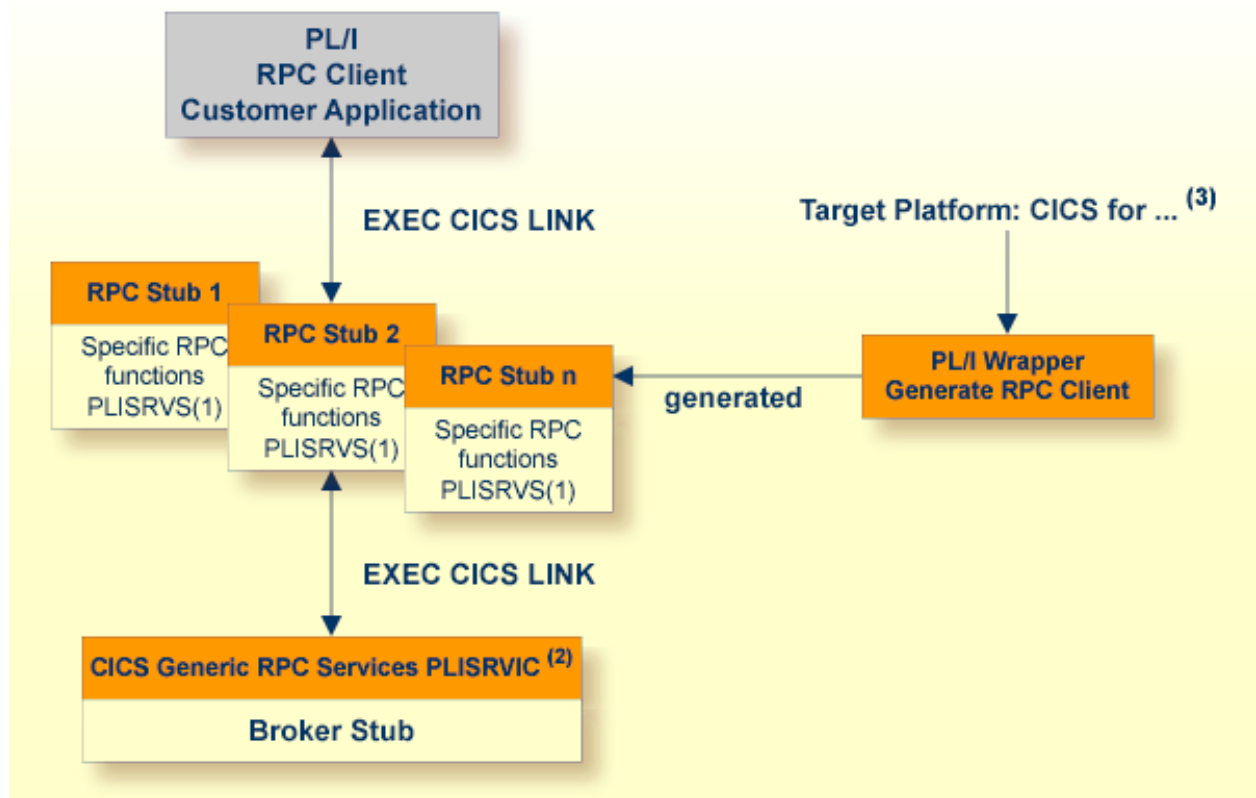 PL/I
RPC Client
Customer Application
EXEC CICS LINK
Target Platform: CICS for ... (3)
RPC Stub 1
Specific RPC
functions
PLISRVS(1)
RPC Stub 2
Specific RPC
functions
PLISRVS(1)
RPC Stub n
Specific RPC
functions
PLISRVS(1)
generated
PL/I Wrapper
Generate RPC Client
EXEC CICS LINK
CICS Generic RPC Services PLISRVIC (2)
Broker Stub